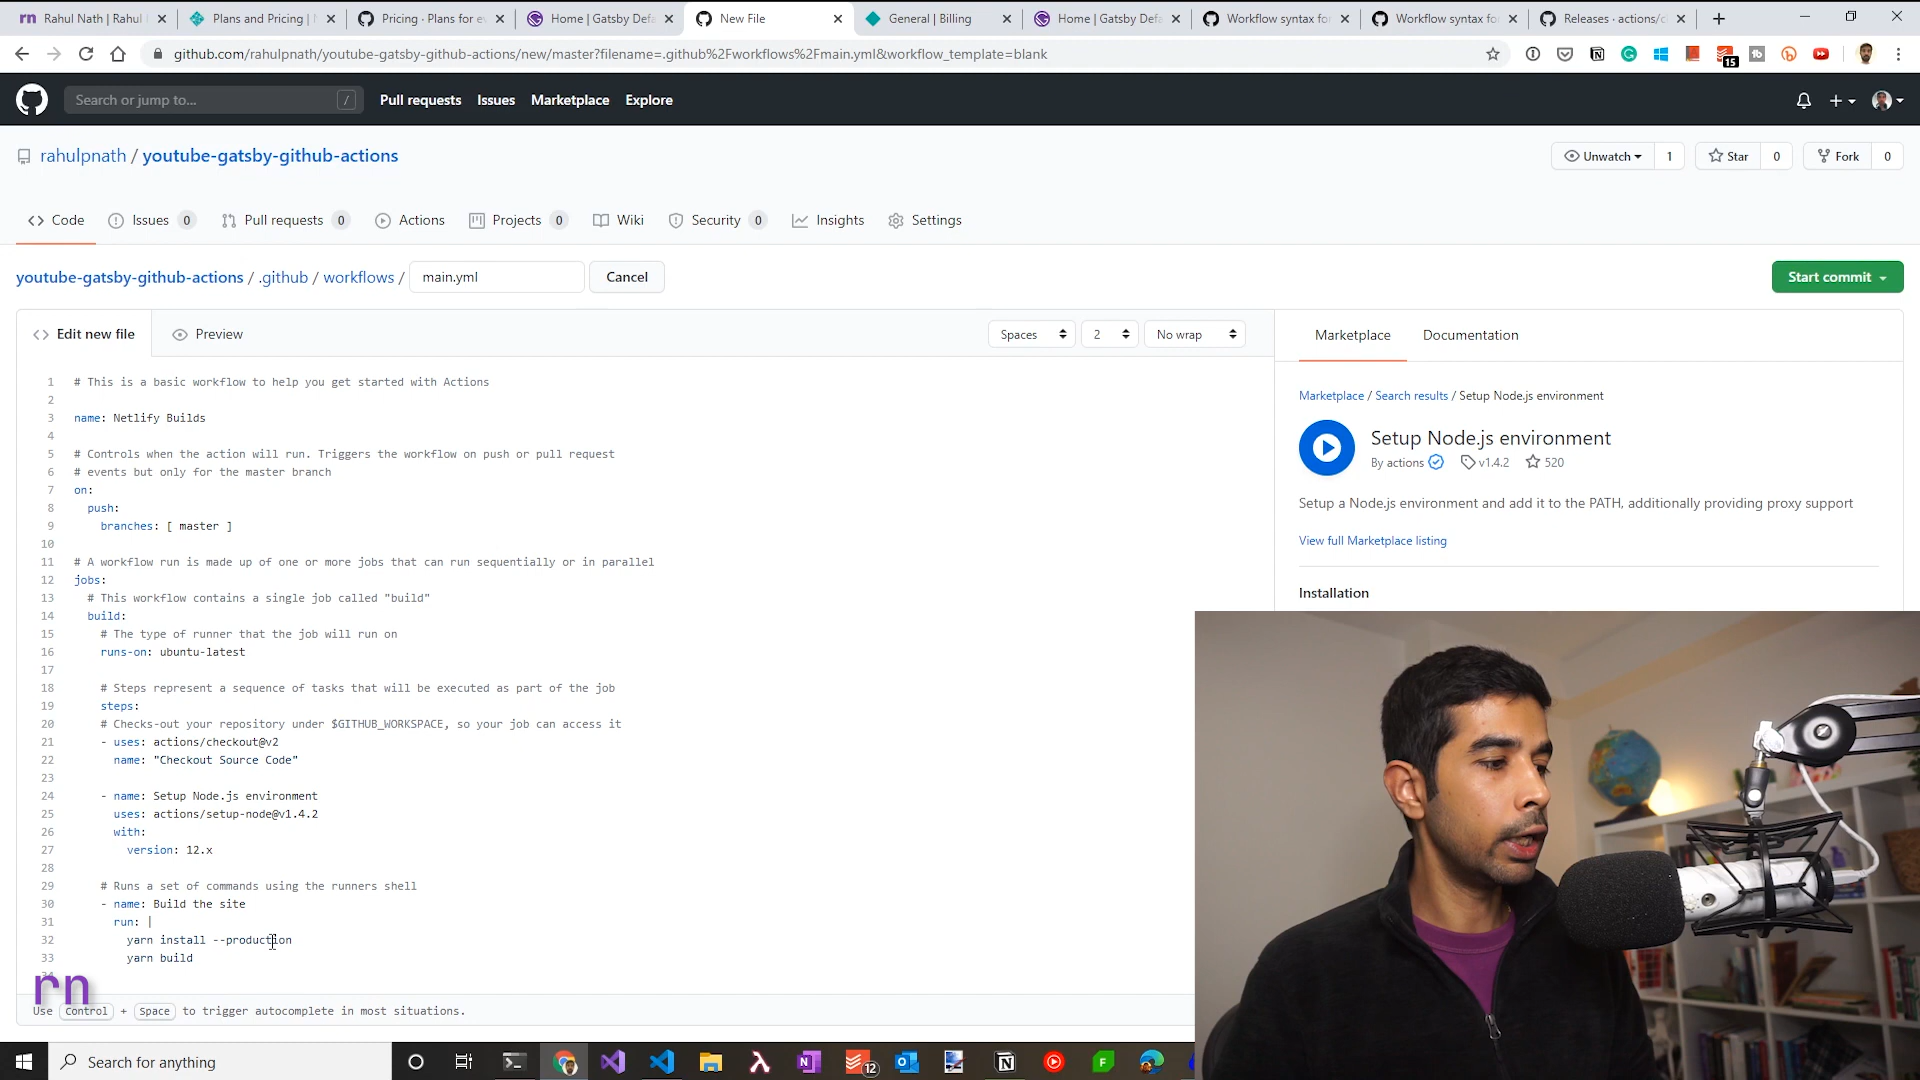 rn Rahul Nath | Rahul
Plans and Pricing |
Pricing · Plans for e
Home | Gatsby Defa
New File
General | Billing
Home | Gatsby Defa
Workflow syntax fo
Workflow syntax fo
Releases · actions/c
github.com/rahulpnath/youtube-gatsby-github-actions/new/master?filename=.github%2Fworkflows%2Fmain.yml&workflow_template=blank
15
Search or jump to... /
Pull requests Issues Marketplace Explore
rahulpnath / youtube-gatsby-github-actions
Unwatch 1 Star 0 Fork 0
Code Issues 0 Pull requests 0 Actions Projects 0 Wiki Security 0 Insights Settings
youtube-gatsby-github-actions / .github / workflows / main.yml Cancel
Start commit
Edit new file Preview
Spaces 2 No wrap
1 # This is a basic workflow to help you get started with Actions
2
3 name: Netlify Builds
4
5 # Controls when the action will run. Triggers the workflow on push or pull request
6 # events but only for the master branch
7 on:
8 push:
9 branches: [ master ]
10
11 # A workflow run is made up of one or more jobs that can run sequentially or in parallel
12 jobs:
13 # This workflow contains a single job called "build"
14 build:
15 # The type of runner that the job will run on
16 runs-on: ubuntu-latest
17
18 # Steps represent a sequence of tasks that will be executed as part of the job
19 steps:
20 # Checks-out your repository under $GITHUB_WORKSPACE, so your job can access it
21 - uses: actions/checkout@v2
22 name: "Checkout Source Code"
23
24 - name: Setup Node.js environment
25 uses: actions/setup-node@v1.4.2
26 with:
27 version: 12.x
28
29 # Runs a set of commands using the runners shell
30 - name: Build the site
31 run: |
32 yarn install --production
33 yarn build
34
rn
Use Control + Space to trigger autocomplete in most situations.
Marketplace Documentation
Marketplace / Search results / Setup Node.js environment
Setup Node.js environment
By actions v1.4.2 520
Setup a Node.js environment and add it to the PATH, additionally providing proxy support
View full Marketplace listing
Installation
Search for anything
12